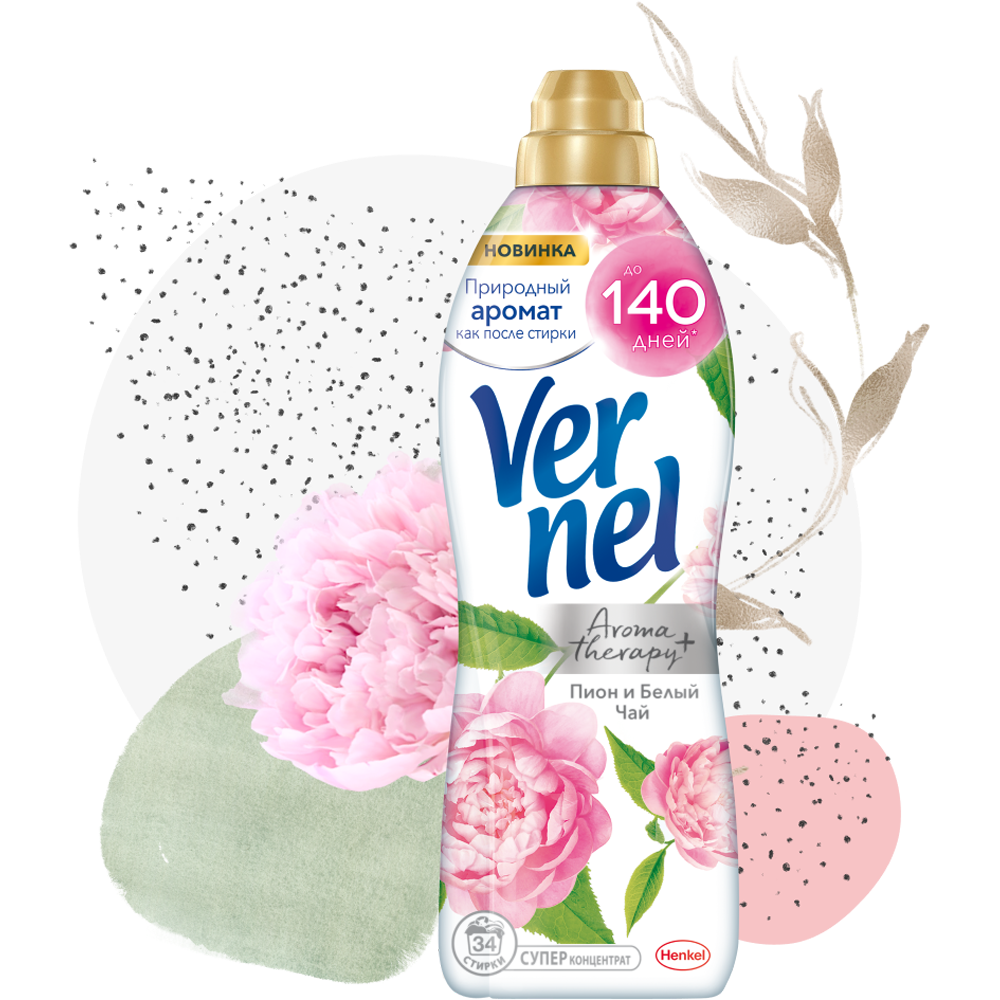 НОВИНКА
Природный
аромат
как после стирки
до
140
дней*
Ver
nel
Aroma
therapy+
Пион и Белый
Чай
34
СТИРКИ
СУПЕР КОНЦЕНТРАТ
Henkel